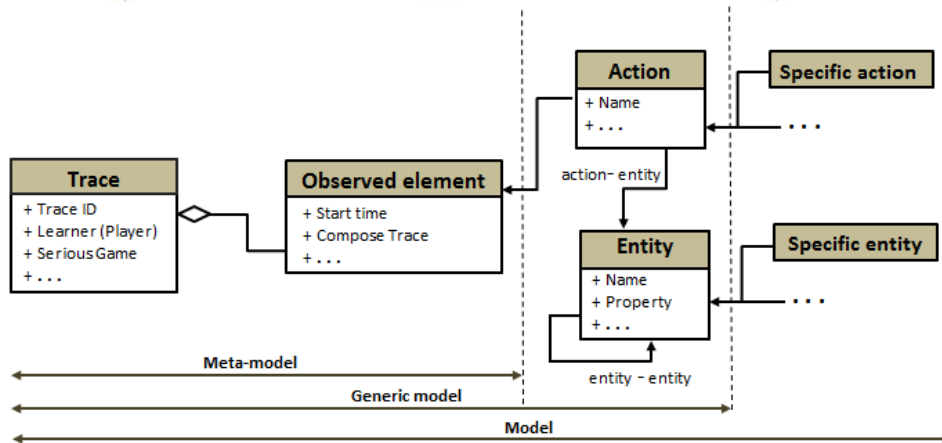 Trace
+ Trace ID
+ Learner (Player)
+ Serious Game
+ . . .
Observed element
+ Start time
+ Compose Trace
+ . . .
Action
+ Name
+ . . .
action- entity
Entity
+ Name
+ Property
+ . . .
entity - entity
Specific action
. . .
Specific entity
. . .
Meta-model
Generic model
Model